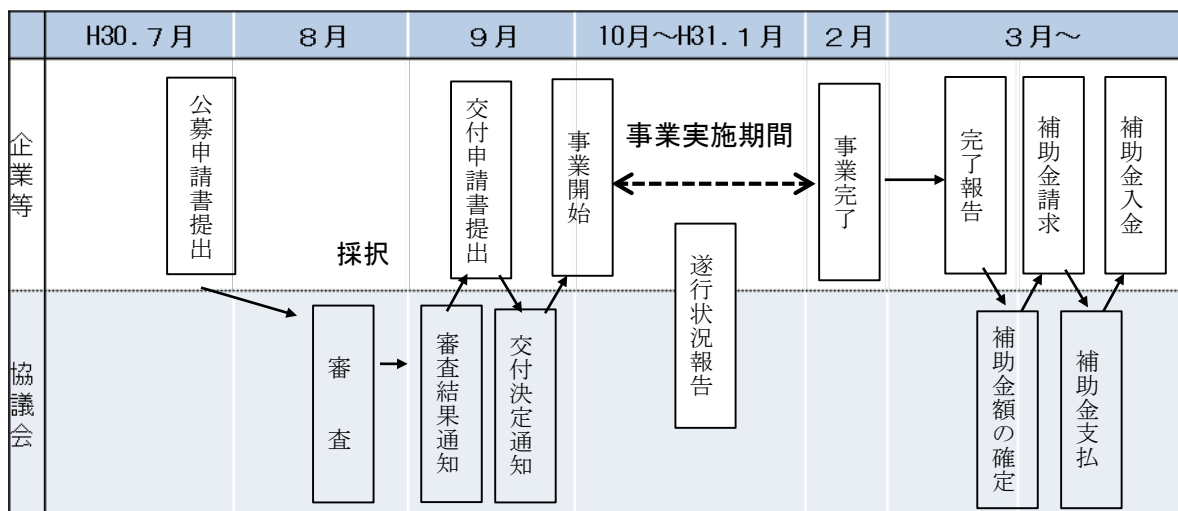 H30.７月
８月
９月
10月～H31.１月
２月
３月～
企業等
公募申請書提出
採択
交付申請書提出
事業開始
事業実施期間
遂行状況報告
事業完了
完了報告
補助金請求
補助金入金
協議会
審査
審査結果通知
交付決定通知
補助金額の確定
補助金支払